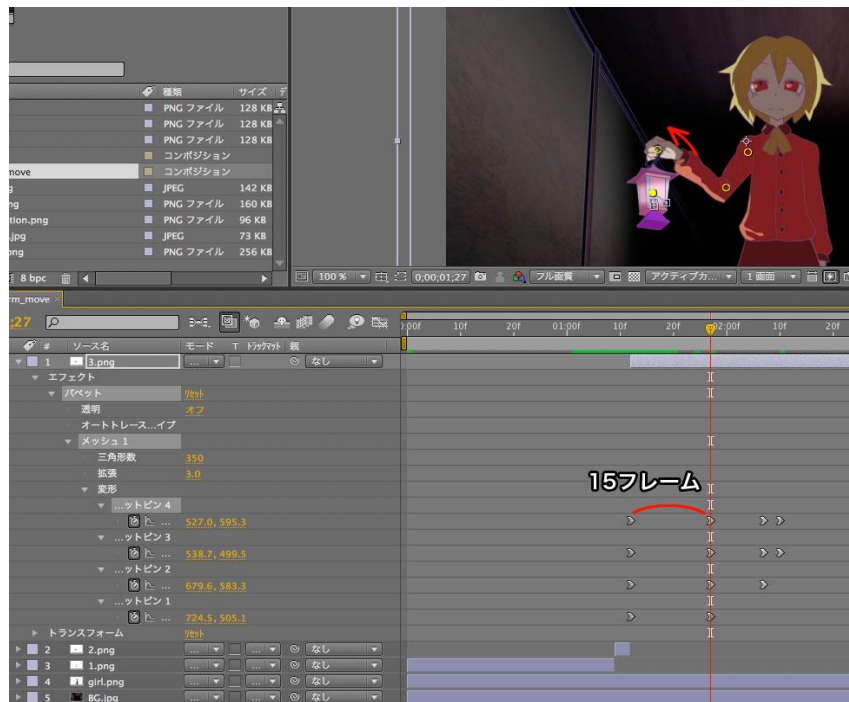 種類 サイズ デ
PNG ファイル 128 KB
PNG ファイル 128 KB
PNG ファイル 128 KB
コンポジション
move コンポジション
g JPEG 142 KB
ng PNG ファイル 160 KB
tion.png PNG ファイル 96 KB
.jpg JPEG 73 KB
png PNG ファイル 256 KB
8 bpc
100 % 0;00;01;27 フル画質 アクティブカ... 1 画面
rm_move ×
;27
00f 10f 20f 01:00f 10f 20f 02:00f 10f 20f
# ソース名 モード T トラックマット 親
1 3.png ... なし
エフェクト
パペット リセット
透明 オフ
オートトレース...イプ
メッシュ 1
三角形数 350
拡張 3.0
15フレーム
変形
...ットピン 4
... 527.0, 595.3
...ットピン 3
... 538.7, 499.5
...ットピン 2
... 679.6, 583.3
...ットピン 1
... 724.5, 505.1
トランスフォーム リセット
2 2.png ... ... なし
3 1.png ... ... なし
4 girl.png ... ... なし
5 BG.jpg ... ... なし